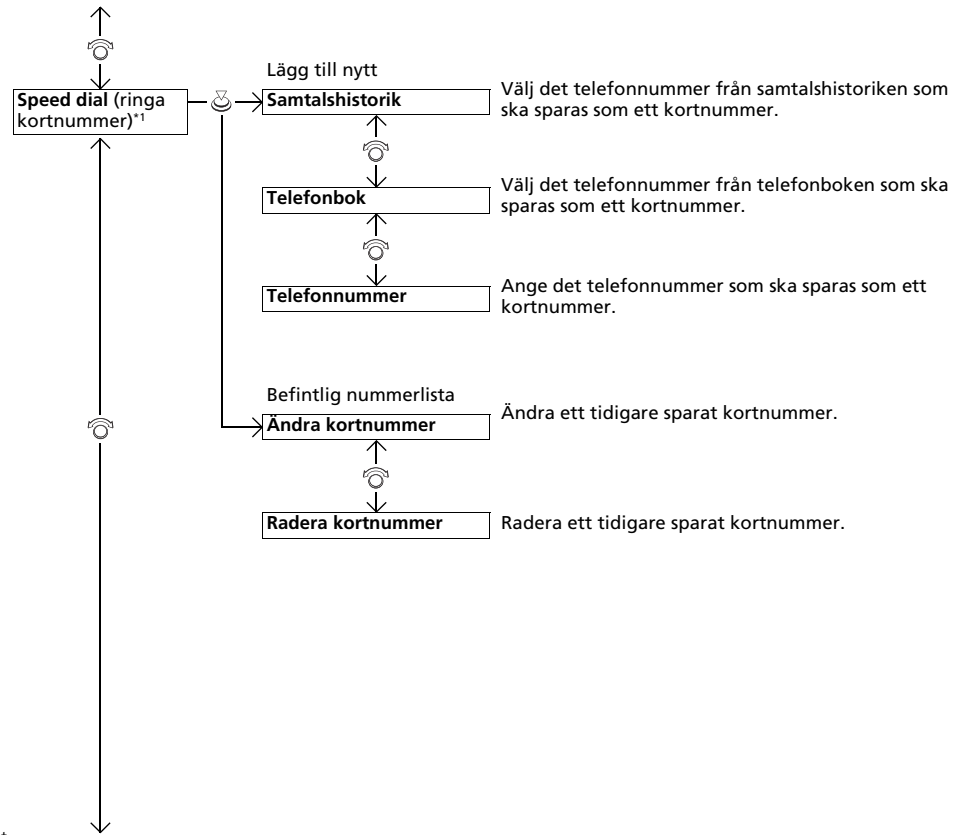 Lägg till nytt
Speed dial (ringa
kortnummer)*1
Samtalshistorik
Välj det telefonnummer från samtalshistoriken som
ska sparas som ett kortnummer.
Telefonbok
Välj det telefonnummer från telefonboken som ska
sparas som ett kortnummer.
Telefonnummer
Ange det telefonnummer som ska sparas som ett
kortnummer.
Befintlig nummerlista
Ändra kortnummer
Ändra ett tidigare sparat kortnummer.
Radera kortnummer
Radera ett tidigare sparat kortnummer.